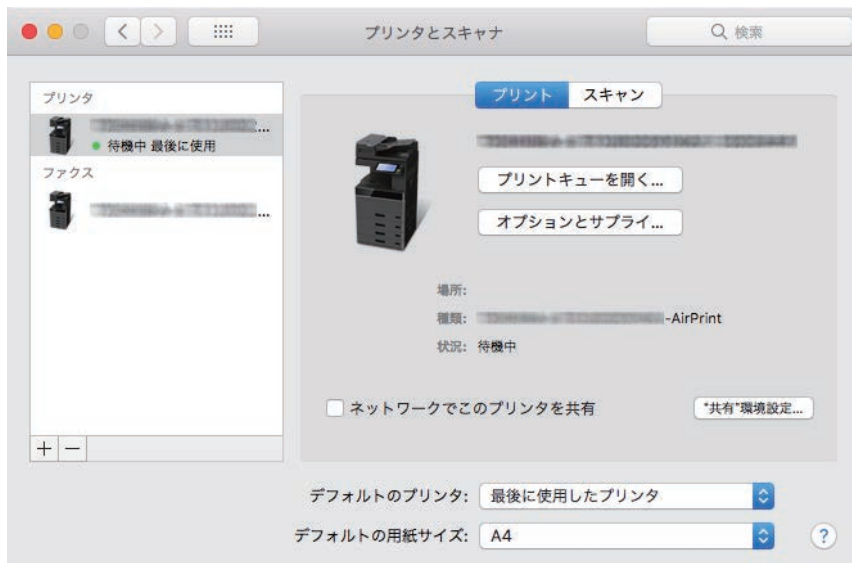 プリンタとスキャナ
検索
プリンタ
...
待機中 最後に使用
ファクス
...
プリント スキャン
プリントキューを開く...
オプションとサプライ...
場所:
種類: -AirPrint
状況: 待機中
ネットワークでこのプリンタを共有
"共有"環境設定...
+ −
デフォルトのプリンタ: 最後に使用したプリンタ
デフォルトの用紙サイズ: A4
?